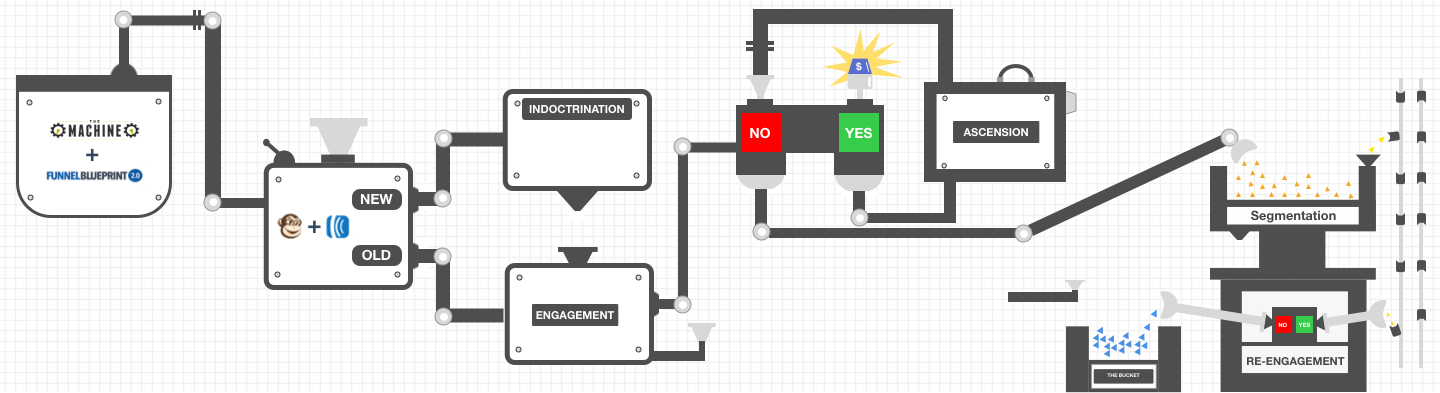 THE
MACHINE
+
FUNNELBLUEPRINT 2.0
NEW
+
OLD
INDOCTRINATION
ENGAGEMENT
NO
YES
$
ASCENSION
Segmentation
NO
YES
RE-ENGAGEMENT
THE BUCKET